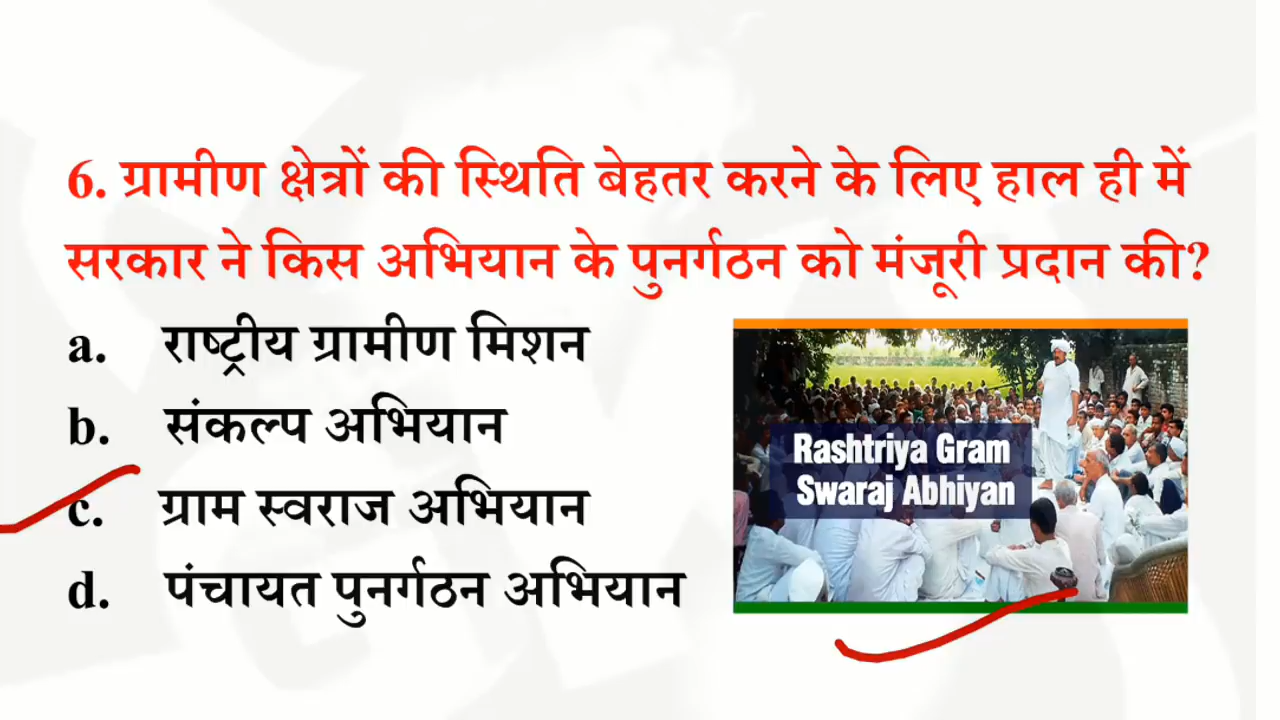 6. ग्रामीण क्षेत्रों की स्थिति बेहतर करने के लिए हाल ही में
सरकार ने किस अभियान के पुनर्गठन को मंजूरी प्रदान की?
a. राष्ट्रीय ग्रामीण मिशन
b. संकल्प अभियान
c. ग्राम स्वराज अभियान
d. पंचायत पुनर्गठन अभियान
Rashtriya Gram
Swaraj Abhiyan